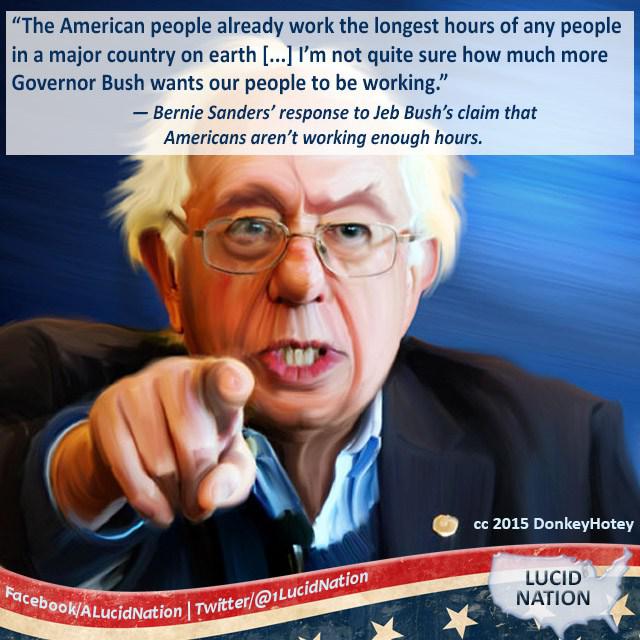 “The American people already work the longest hours of any people
in a major country on earth [...] I’m not quite sure how much more
Governor Bush wants our people to be working.”
— Bernie Sanders’ response to Jeb Bush’s claim that
Americans aren’t working enough hours.
cc 2015 DonkeyHotey
Facebook/ALucidNation | Twitter/@1LucidNation
LUCID
NATION